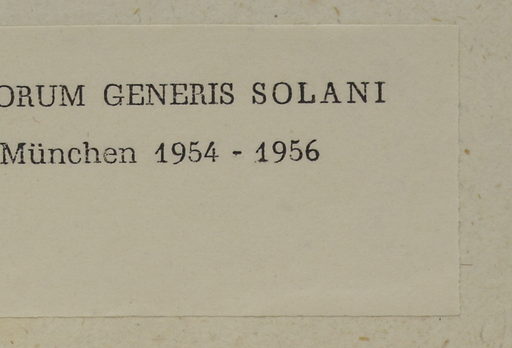 ORUM GENERIS SOLANI
München 1954 - 1956